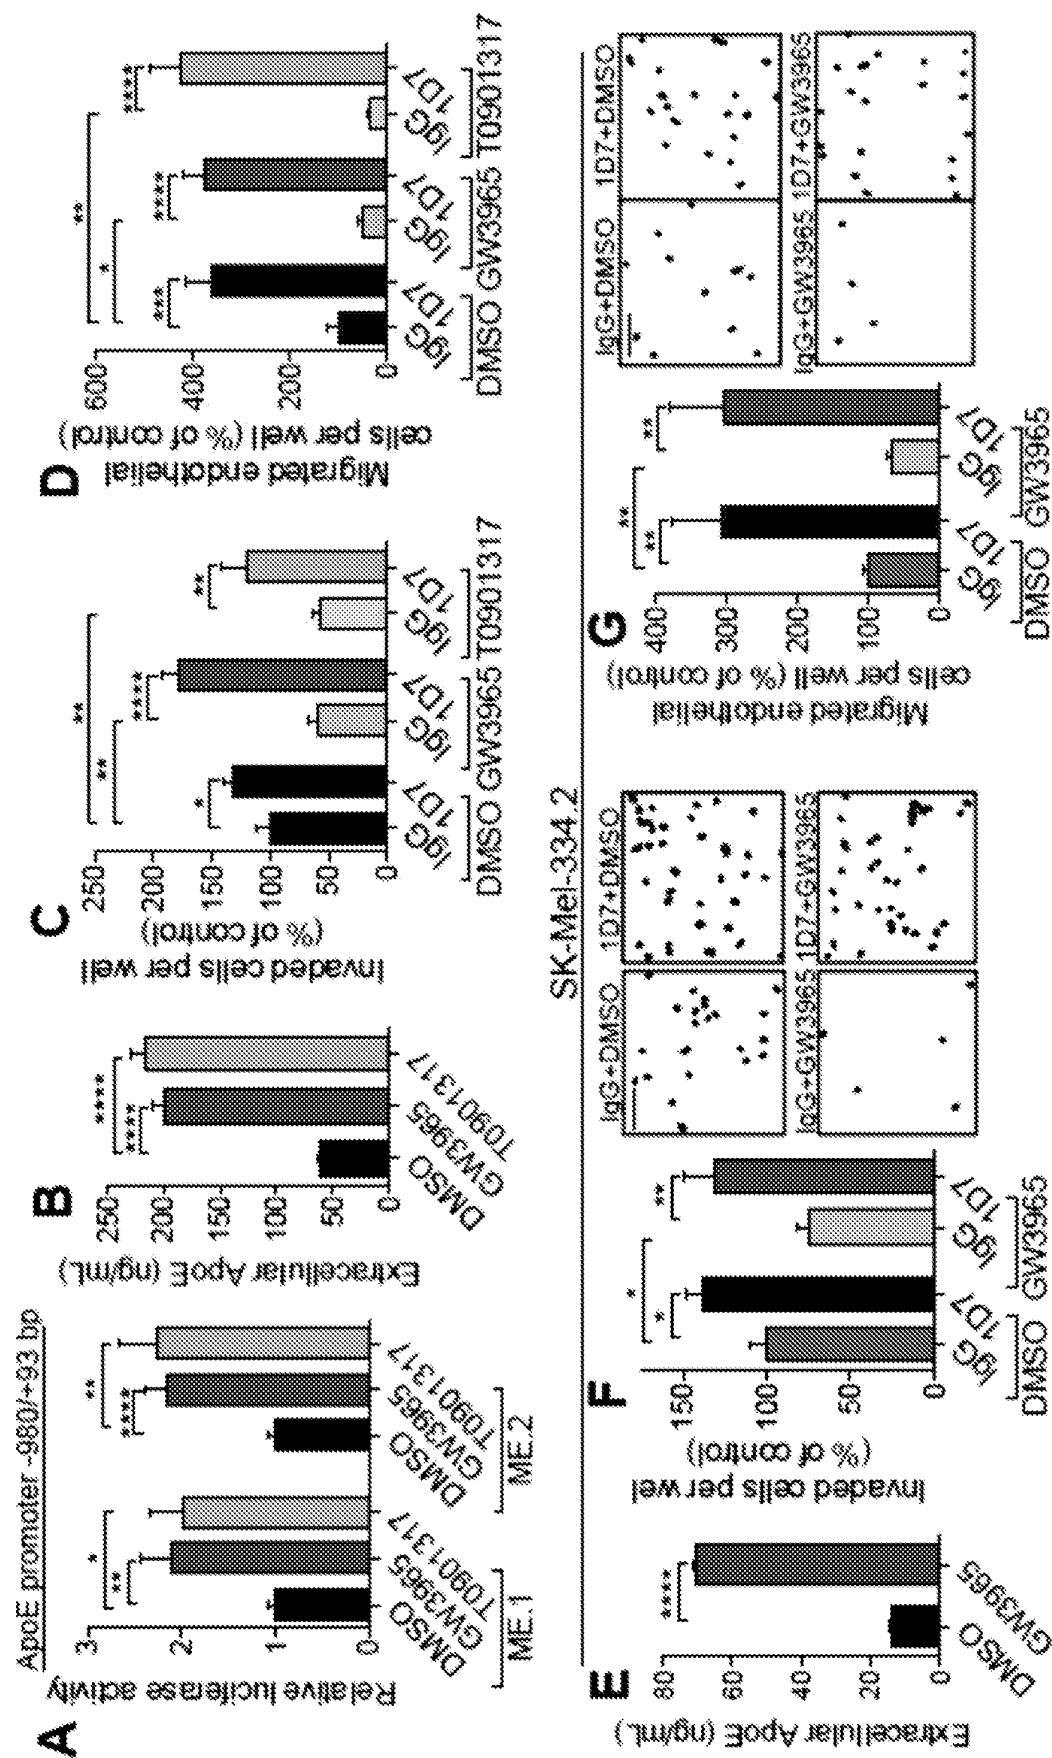 A
ApoE promoter -980/+93 bp
Relative luciferase activity
3
2
1
0
**
*
****
**
DMSO
GW3965
T0901317
DMSO
GW3965
T0901317
ME.1
ME.2
B
Extracellular ApoE (ng/mL)
250
200
150
100
50
0
****
****
DMSO
GW3965
T0901317
C
Invaded cells per well
(% of control)
250
200
150
100
50
0
**
**
*
****
**
IgG
1D7
IgG
1D7
IgG
1D7
DMSO
GW3965
T0901317
D
Migrated endothelial
cells per well (% of control)
600
400
200
0
**
*
***
****
****
IgG
1D7
IgG
1D7
IgG
1D7
DMSO
GW3965
T0901317
SK-Mel-334.2
E
Extracellular ApoE (ng/mL)
80
60
40
20
0
****
DMSO
GW3965
F
Invaded cells per well
(% of control)
150
100
50
0
*
*
**
IgG
1D7
IgG
1D7
DMSO
GW3965
IgG+DMSO
1D7+DMSO
IgG+GW3965
1D7+GW3965
G
Migrated endothelial
cells per well (% of control)
400
300
200
100
0
**
**
**
IgG
1D7
IgG
1D7
DMSO
GW3965
IgG+DMSO
1D7+DMSO
IgG+GW3965
1D7+GW3965